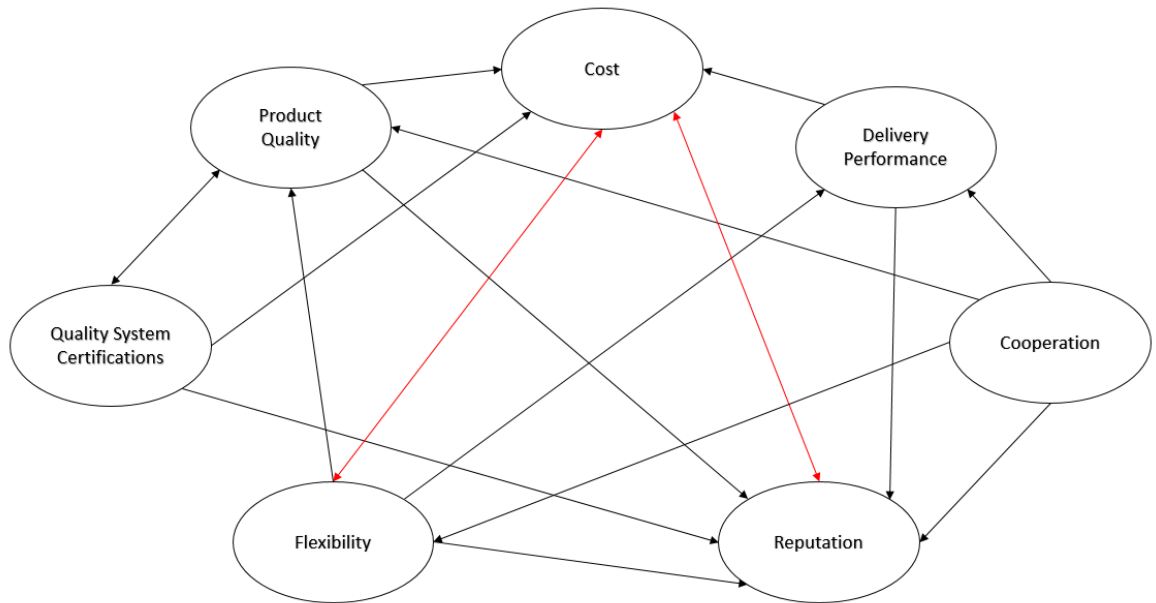 Cost
Product
Quality
Delivery
Performance
Quality System
Certifications
Cooperation
Flexibility
Reputation